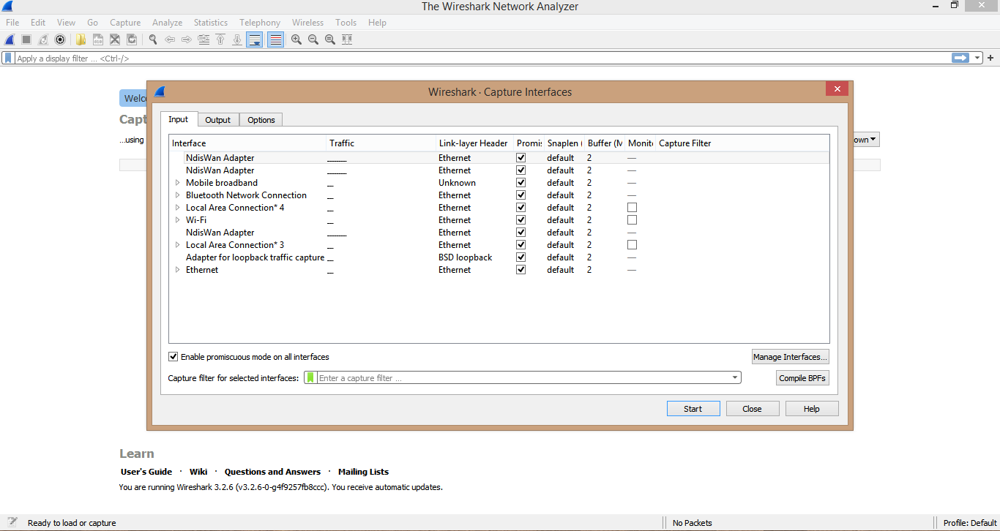 The Wireshark Network Analyzer
File Edit View Go Capture Analyze Statistics Telephony Wireless Tools Help
Apply a display filter ... <Ctrl-/>
Wireshark · Capture Interfaces
Input Output Options
Interface Traffic Link-layer Header Promis Snaplen ( Buffer (M Monito Capture Filter
NdisWan Adapter Ethernet default 2 —
NdisWan Adapter Ethernet default 2 —
Mobile broadband Unknown default 2 —
Bluetooth Network Connection Ethernet default 2 —
Local Area Connection* 4 Ethernet default 2
Wi-Fi Ethernet default 2
NdisWan Adapter Ethernet default 2 —
Local Area Connection* 3 Ethernet default 2
Adapter for loopback traffic capture BSD loopback default 2 —
Ethernet Ethernet default 2 —
Enable promiscuous mode on all interfaces
Manage Interfaces...
Capture filter for selected interfaces: Enter a capture filter ...
Compile BPFs
Start Close Help
Welc
Capt
...using
own
Learn
User's Guide · Wiki · Questions and Answers · Mailing Lists
You are running Wireshark 3.2.6 (v3.2.6-0-g4f9257fb8ccc). You receive automatic updates.
Ready to load or capture
No Packets
Profile: Default